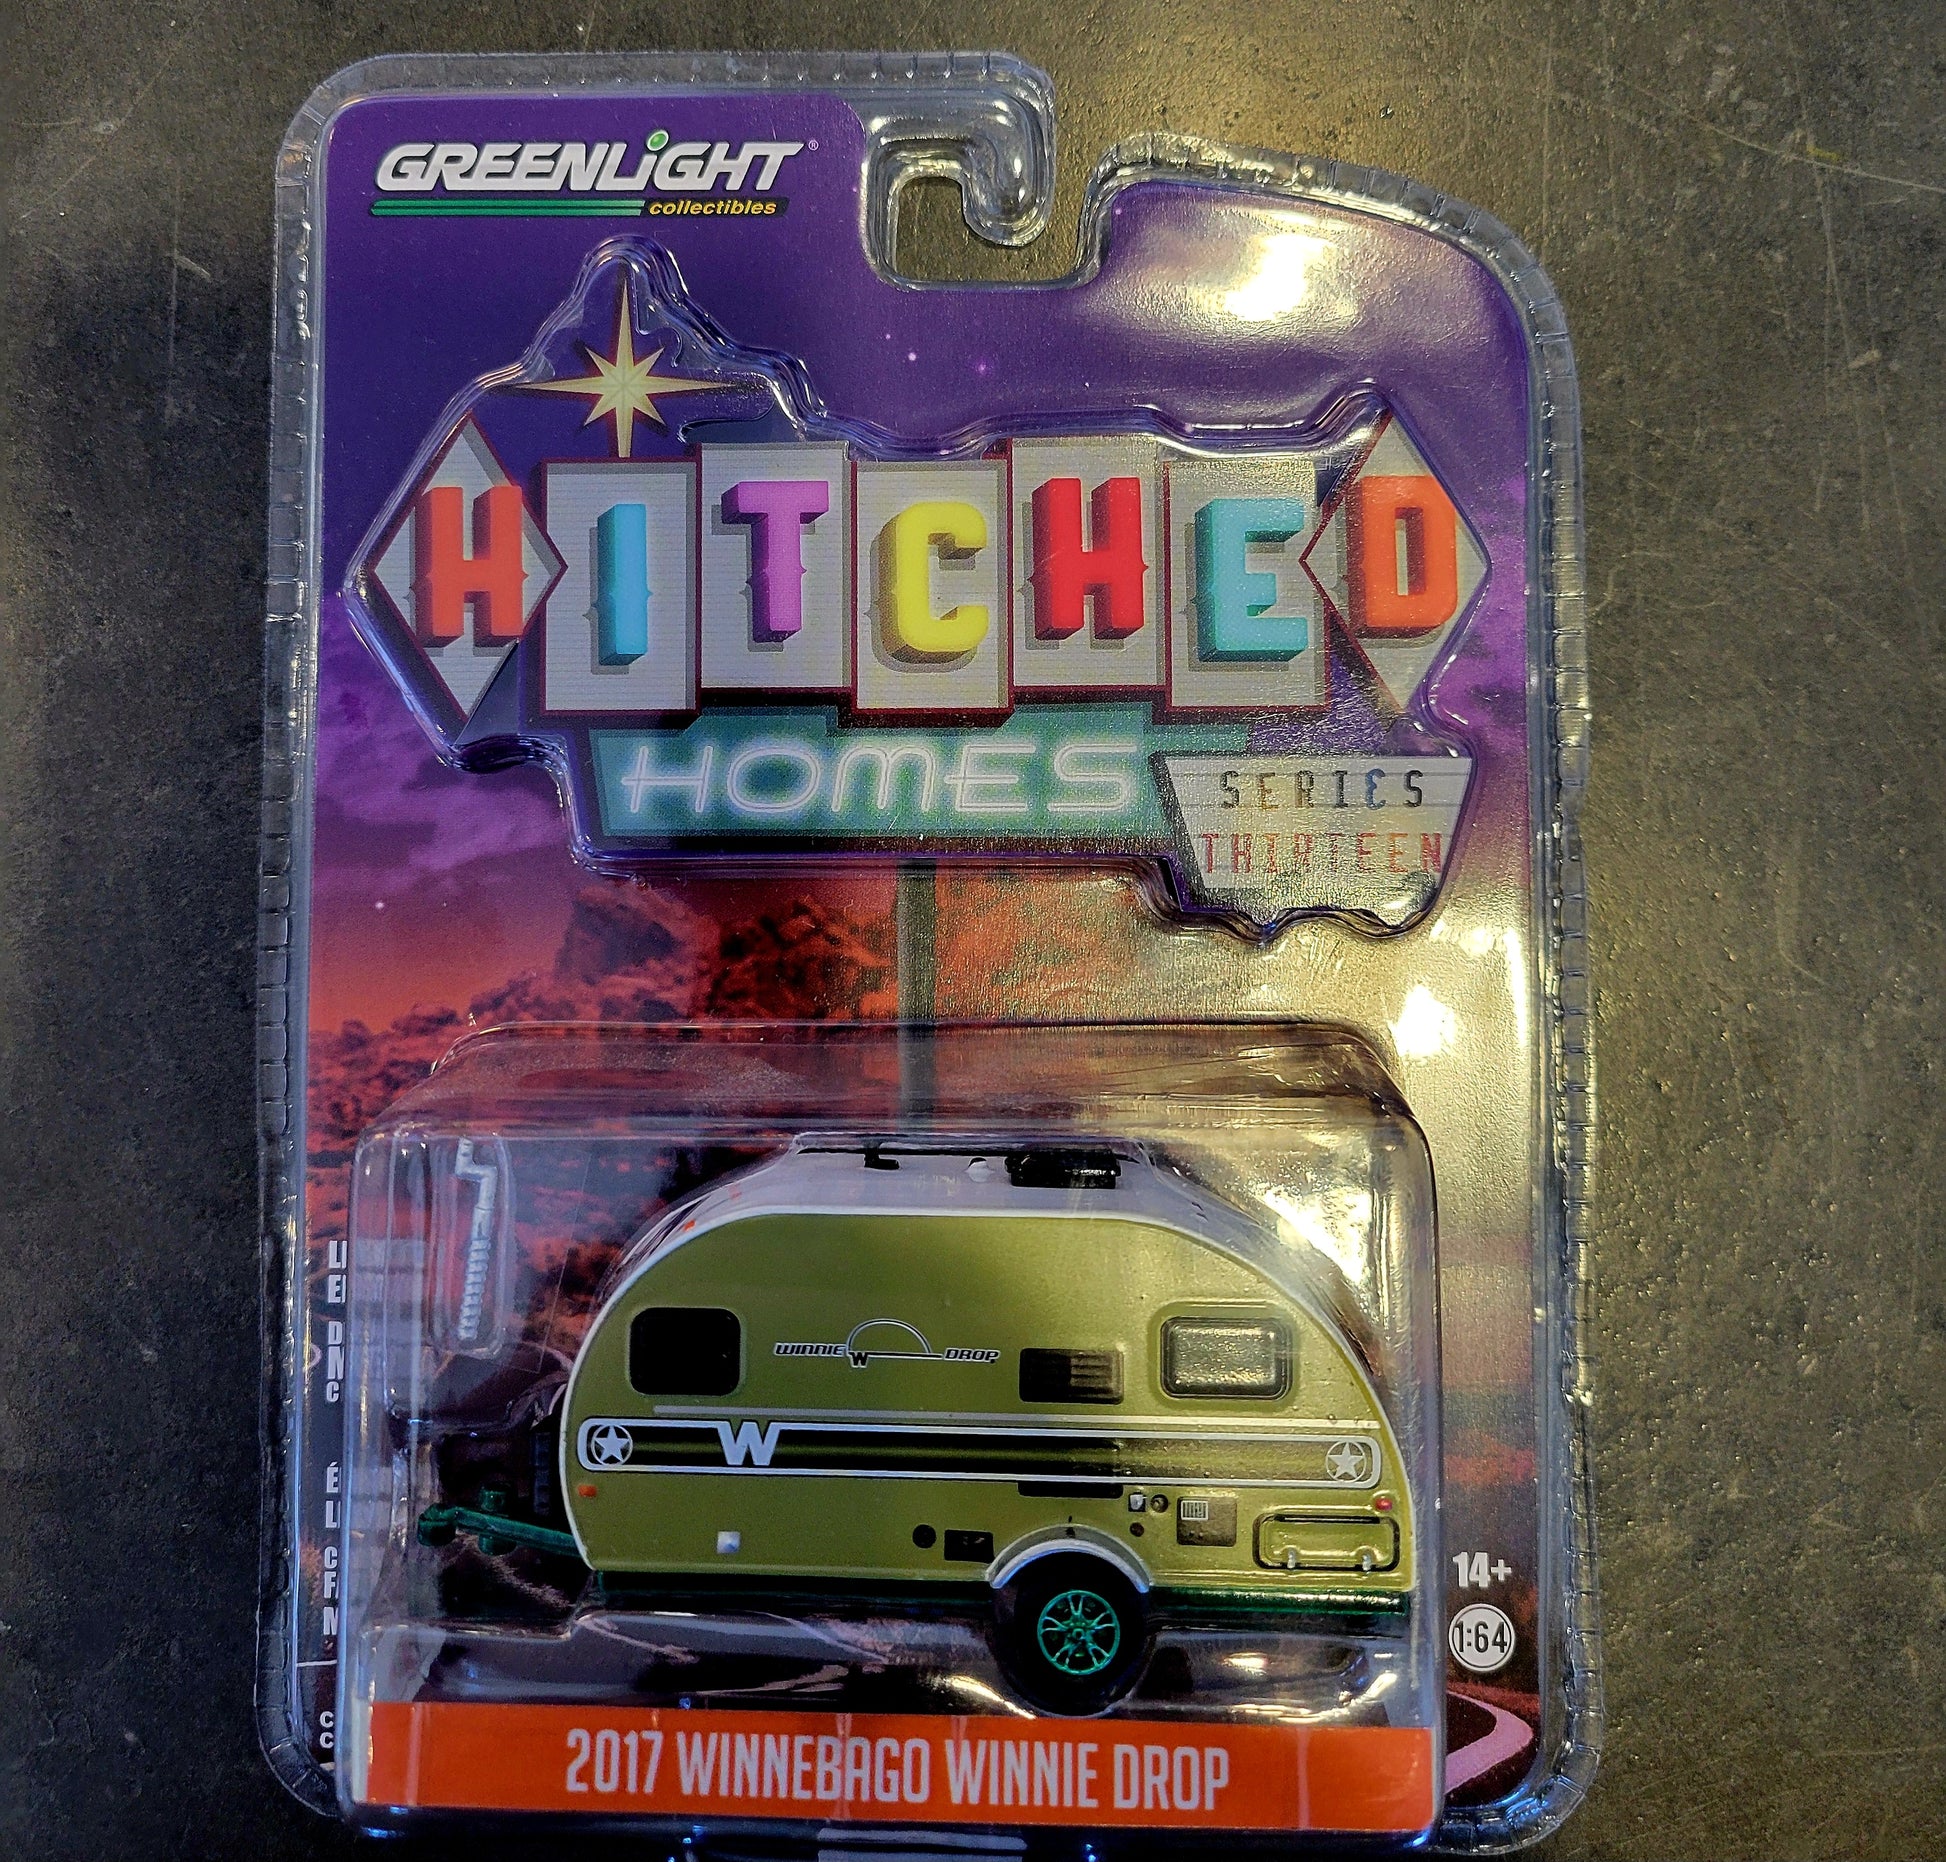 GREENLiGHT®
collectibles
HITCHED
HOMES
SERIES
THIRTEEN
WINNIE W DROP
W
14+
1:64
2017 WINNEBAGO WINNIE DROP